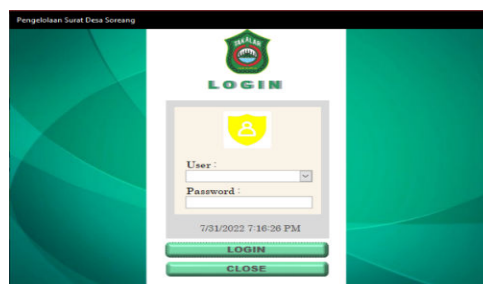 Pengelolaan Surat Desa Soreang
LOGIN
User :
Password :
7/31/2022 7:16:26 PM
LOGIN
CLOSE